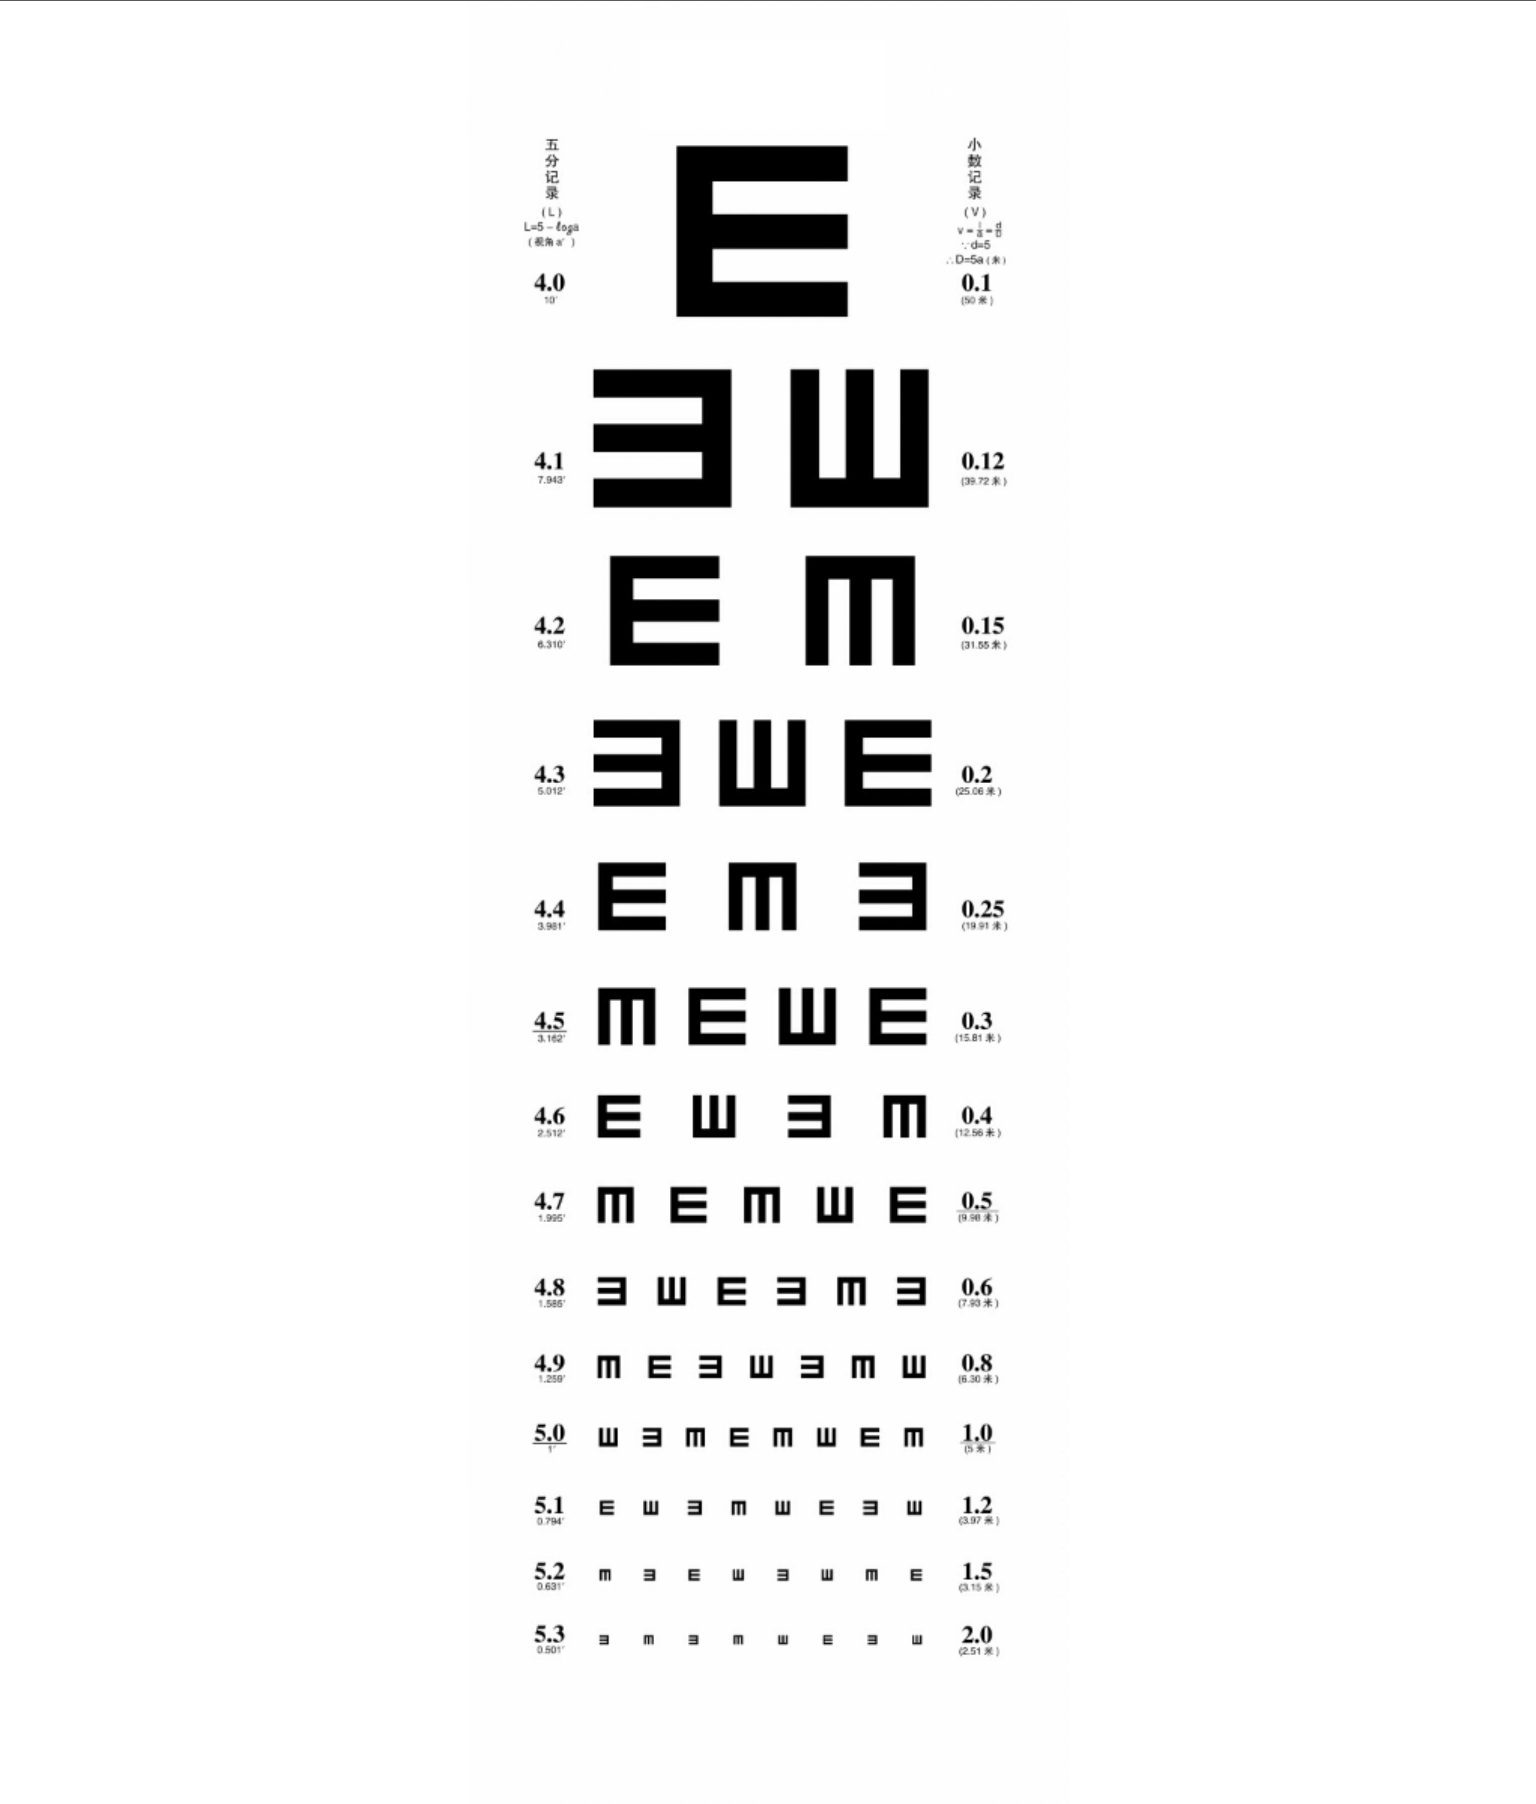 五分记录
(L)
L=5－loga
(视角a′)
小数记录
(V)
v=1/a=d/D
∵d=5
∴D=5a(米)
4.0 E 0.1
10′ (50 米)
4.1 Ǝ Ш 0.12
7.943′ (39.72 米)
4.2 E m 0.15
6.310′ (31.55 米)
4.3 Ǝ Ш E 0.2
5.012′ (25.06 米)
4.4 E m Ǝ 0.25
3.981′ (19.91 米)
4.5 m E Ш E 0.3
3.162′ (15.81 米)
4.6 E Ш Ǝ m 0.4
2.512′ (12.56 米)
4.7 m E m Ш E 0.5
1.995′ (9.98 米)
4.8 Ǝ Ш E Ǝ m Ǝ 0.6
1.585′ (7.93 米)
4.9 m E Ǝ Ш Ǝ m Ш 0.8
1.259′ (6.30 米)
5.0 Ш Ǝ m E m Ш E m 1.0
1′ (5 米)
5.1 E Ш Ǝ m Ш E Ǝ Ш 1.2
0.794′ (3.97 米)
5.2 m Ǝ E Ш Ǝ Ш m E 1.5
0.631′ (3.15 米)
5.3 Ǝ m Ǝ m Ш E Ǝ Ш 2.0
0.501′ (2.51 米)